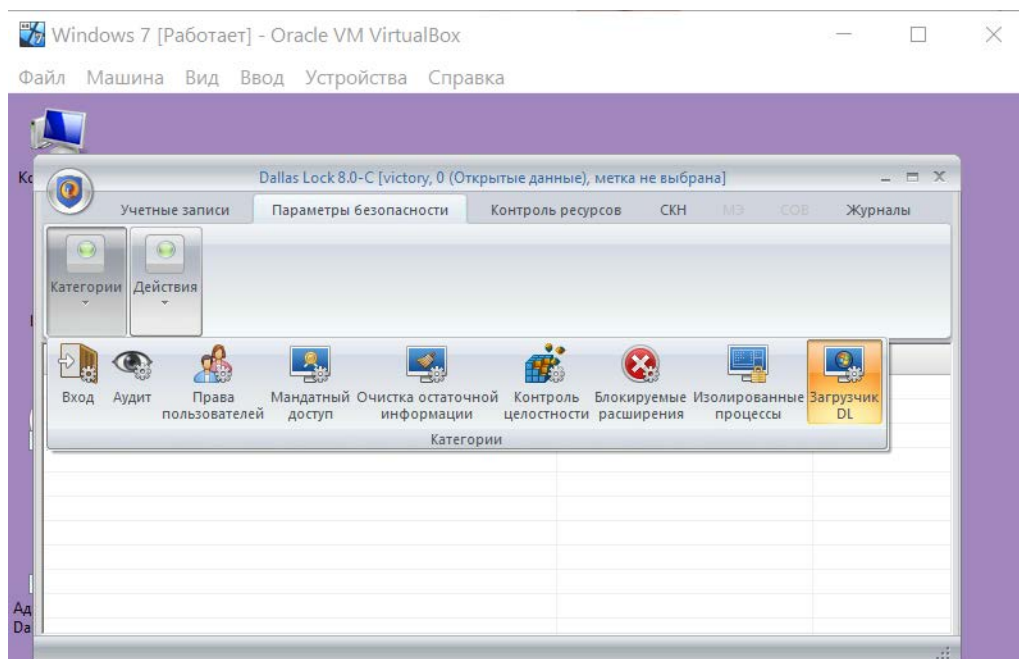 Windows 7 [Работает] - Oracle VM VirtualBox
Файл Машина Вид Ввод Устройства Справка
Dallas Lock 8.0-C [victory, 0 (Открытые данные), метка не выбрана]
Учетные записи Параметры безопасности Контроль ресурсов СКН МЭ СОВ Журналы
Категории Действия
Вход Аудит Права пользователей Мандатный доступ Очистка остаточной информации Контроль целостности Блокируемые расширения Изолированные процессы Загрузчик DL
Категории
Ад
Da